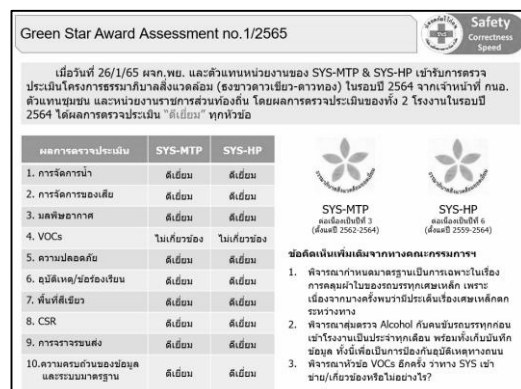 Green Star Award Assessment no.1/2565
Safety
Correctness
Speed
เมื่อวันที่ 26/1/65 ผจก.พย. และตัวแทนหน่วยงานของ SYS-MTP & SYS-HP เข้ารับการตรวจ
ประเมินโครงการธรรมาภิบาลสิ่งแวดล้อม (ธงขาวดาวเขียว-ดาวทอง) ในรอบปี 2564 จากเจ้าหน้าที่ กนอ.
ตัวแทนชุมชน และหน่วยงานราชการส่วนท้องถิ่น โดยผลการตรวจประเมินของทั้ง 2 โรงงานในรอบปี
2564 ได้ผลการตรวจประเมิน "ดีเยี่ยม" ทุกหัวข้อ
ผลการตรวจประเมิน SYS-MTP SYS-HP
1. การจัดการน้ำ ดีเยี่ยม ดีเยี่ยม
2. การจัดการของเสีย ดีเยี่ยม ดีเยี่ยม
3. มลพิษอากาศ ดีเยี่ยม ดีเยี่ยม
4. VOCs ไม่เกี่ยวข้อง ไม่เกี่ยวข้อง
5. ความปลอดภัย ดีเยี่ยม ดีเยี่ยม
6. อุบัติเหตุ/ข้อร้องเรียน ดีเยี่ยม ดีเยี่ยม
7. พื้นที่สีเขียว ดีเยี่ยม ดีเยี่ยม
8. CSR ดีเยี่ยม ดีเยี่ยม
9. การจราจรขนส่ง ดีเยี่ยม ดีเยี่ยม
10.ความครบถ้วนของข้อมูล
และระบบมาตรฐาน ดีเยี่ยม ดีเยี่ยม
SYS-MTP
ต่อเนื่องเป็นปีที่ 3
(ตั้งแต่ปี 2562-2564)
SYS-HP
ต่อเนื่องเป็นปีที่ 6
(ตั้งแต่ปี 2559-2564)
ข้อคิดเห็นเพิ่มเติมจากทางคณะกรรมการฯ
1. พิจารณากำหนดมาตรฐานเป็นการเฉพาะในเรื่อง
การคลุมผ้าใบของรถบรรทุกเศษเหล็ก เพราะ
เนื่องจากบางครั้งพบว่ามีประเด็นเรื่องเศษเหล็กตก
ระหว่างทาง
2. พิจารณาสุ่มตรวจ Alcohol กับคนขับรถบรรทุกก่อน
เข้าโรงงานเป็นประจำทุกเดือน พร้อมทั้งเก็บบันทึก
ข้อมูล ทั้งนี้เพื่อเป็นการป้องกันอุบัติเหตุทางถนน
3. พิจารณาหัวข้อ VOCs อีกครั้ง ว่าทาง SYS เข้า
ข่าย/เกี่ยวข้องหรือไม่อย่างไร?